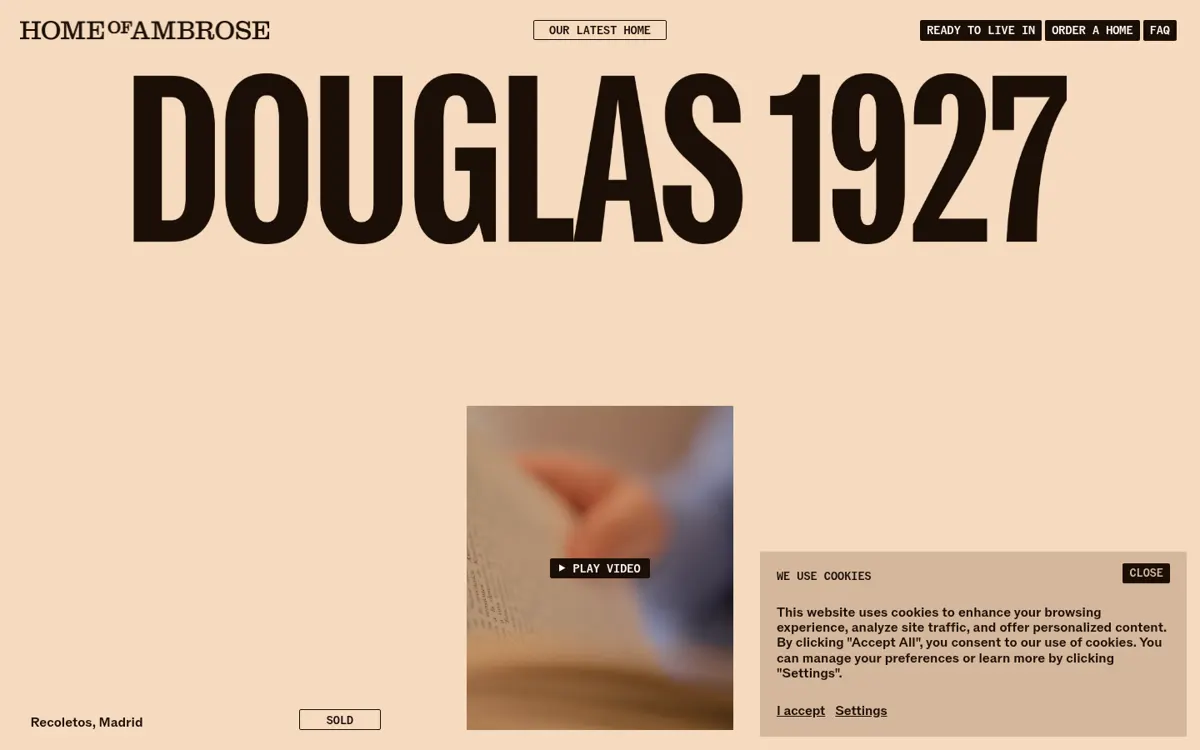 HOME OF AMBROSE
OUR LATEST HOME
READY TO LIVE IN
ORDER A HOME
FAQ
DOUGLAS 1927
PLAY VIDEO
WE USE COOKIES
CLOSE
This website uses cookies to enhance your browsing
experience, analyze site traffic, and offer personalized content.
By clicking "Accept All", you consent to our use of cookies. You
can manage your preferences or learn more by clicking
"Settings".
I accept Settings
Recoletos, Madrid
SOLD